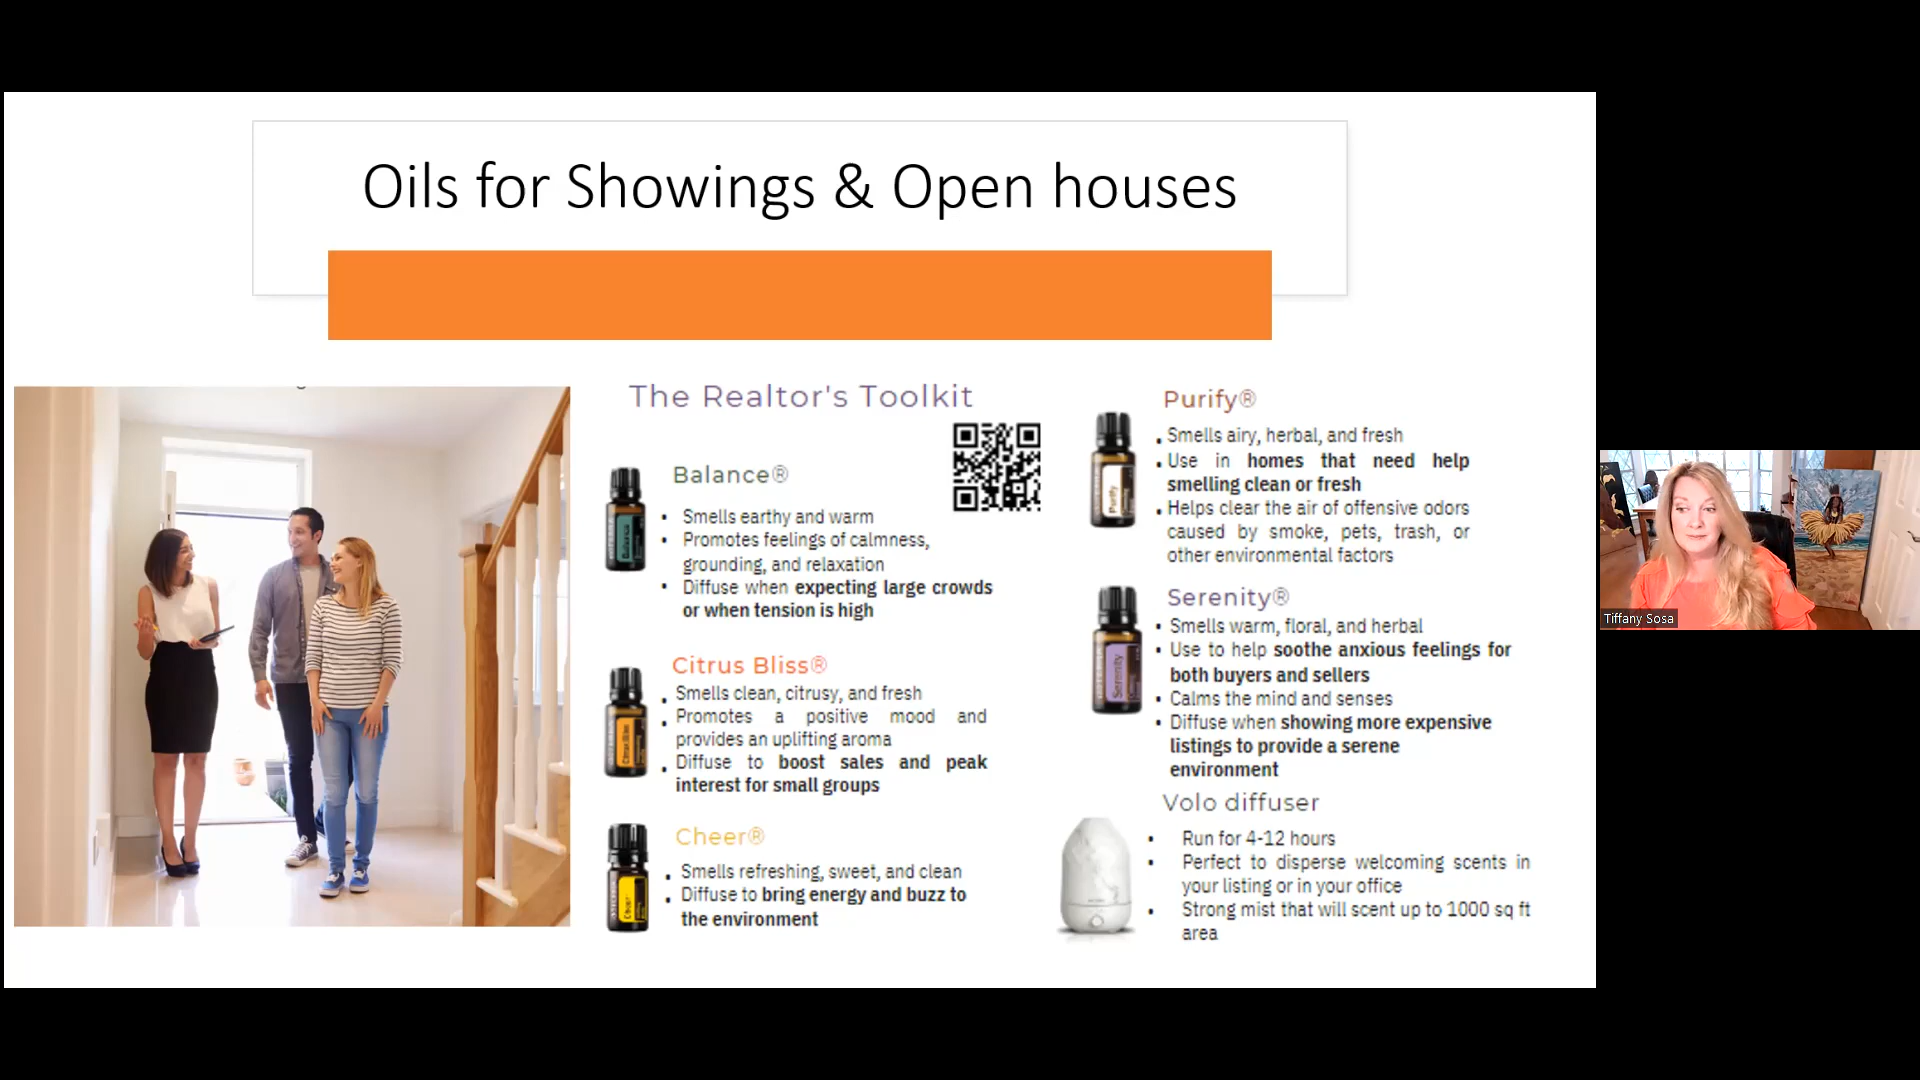 Oils for Showings & Open houses
The Realtor's Toolkit
Balance®
• Smells earthy and warm
• Promotes feelings of calmness,
grounding, and relaxation
• Diffuse when expecting large crowds
or when tension is high
Balance
Citrus Bliss®
• Smells clean, citrusy, and fresh
• Promotes a positive mood and
provides an uplifting aroma
• Diffuse to boost sales and peak
interest for small groups
Citrus Bliss
Cheer®
• Smells refreshing, sweet, and clean
• Diffuse to bring energy and buzz to
the environment
Cheer
Purify®
• Smells airy, herbal, and fresh
• Use in homes that need help
smelling clean or fresh
• Helps clear the air of offensive odors
caused by smoke, pets, trash, or
other environmental factors
Purify
Serenity®
• Smells warm, floral, and herbal
• Use to help soothe anxious feelings for
both buyers and sellers
• Calms the mind and senses
• Diffuse when showing more expensive
listings to provide a serene
environment
Serenity
Volo diffuser
• Run for 4-12 hours
• Perfect to disperse welcoming scents in
your listing or in your office
• Strong mist that will scent up to 1000 sq ft
area
Tiffany Sosa